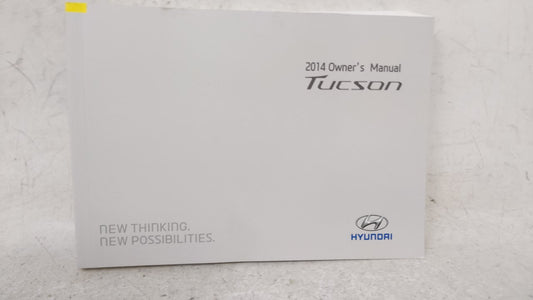 2014 Owner's Manual
Tucson
NEW THINKING.
NEW POSSIBILITIES.
HYUNDAI